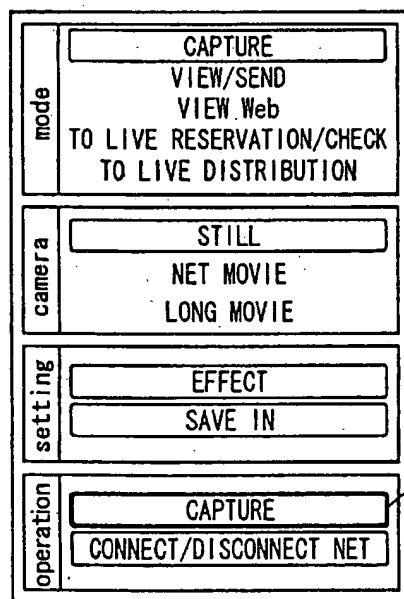 mode
CAPTURE
VIEW/SEND
VIEW Web
TO LIVE RESERVATION/CHECK
TO LIVE DISTRIBUTION
camera
STILL
NET MOVIE
LONG MOVIE
setting
EFFECT
SAVE IN
operation
CAPTURE
CONNECT/DISCONNECT NET